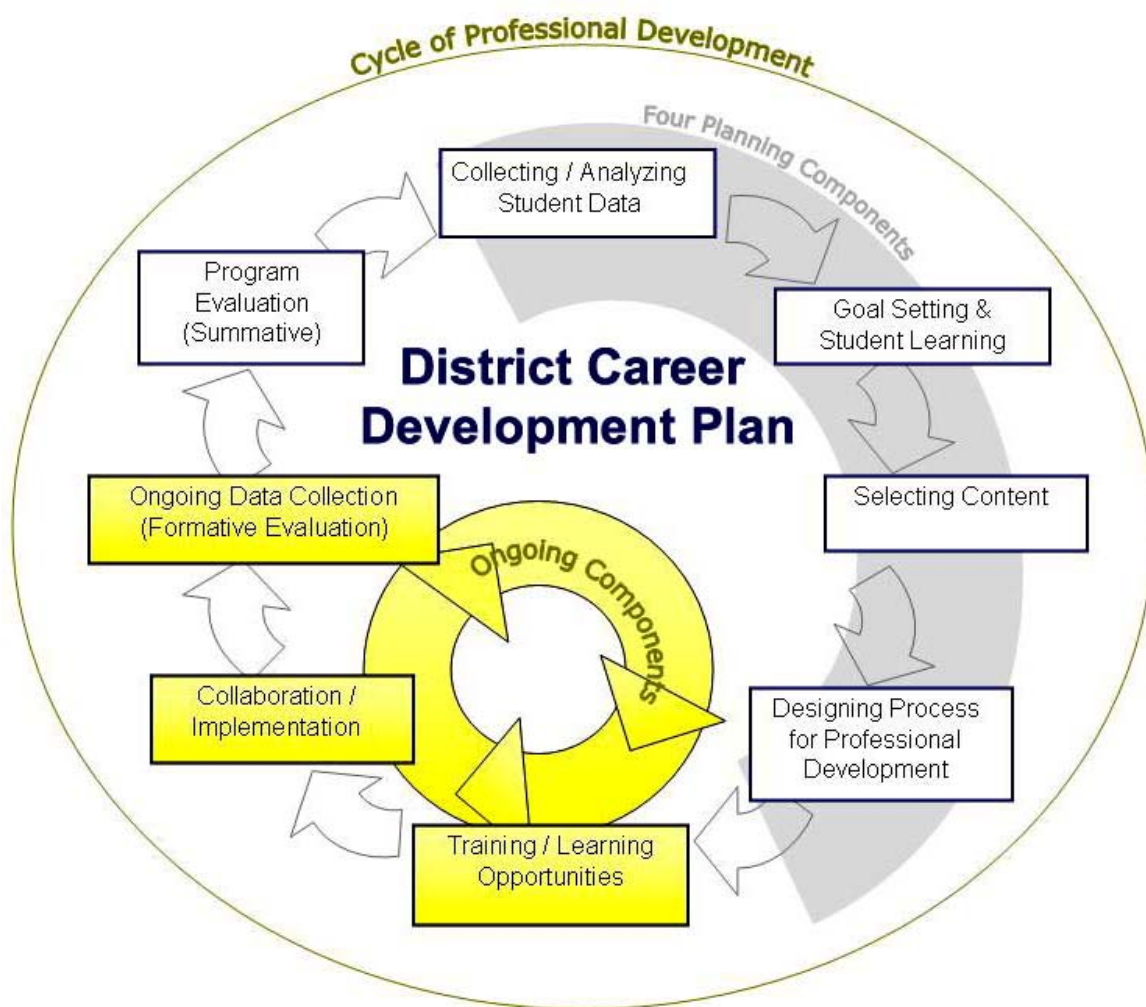 Cycle of Professional Development
Four Planning Components
Collecting / Analyzing
Student Data
Goal Setting &
Student Learning
Selecting Content
Designing Process
for Professional
Development
Training / Learning
Opportunities
Collaboration /
Implementation
Ongoing Data Collection
(Formative Evaluation)
Program
Evaluation
(Summative)
District Career
Development Plan
Ongoing Components